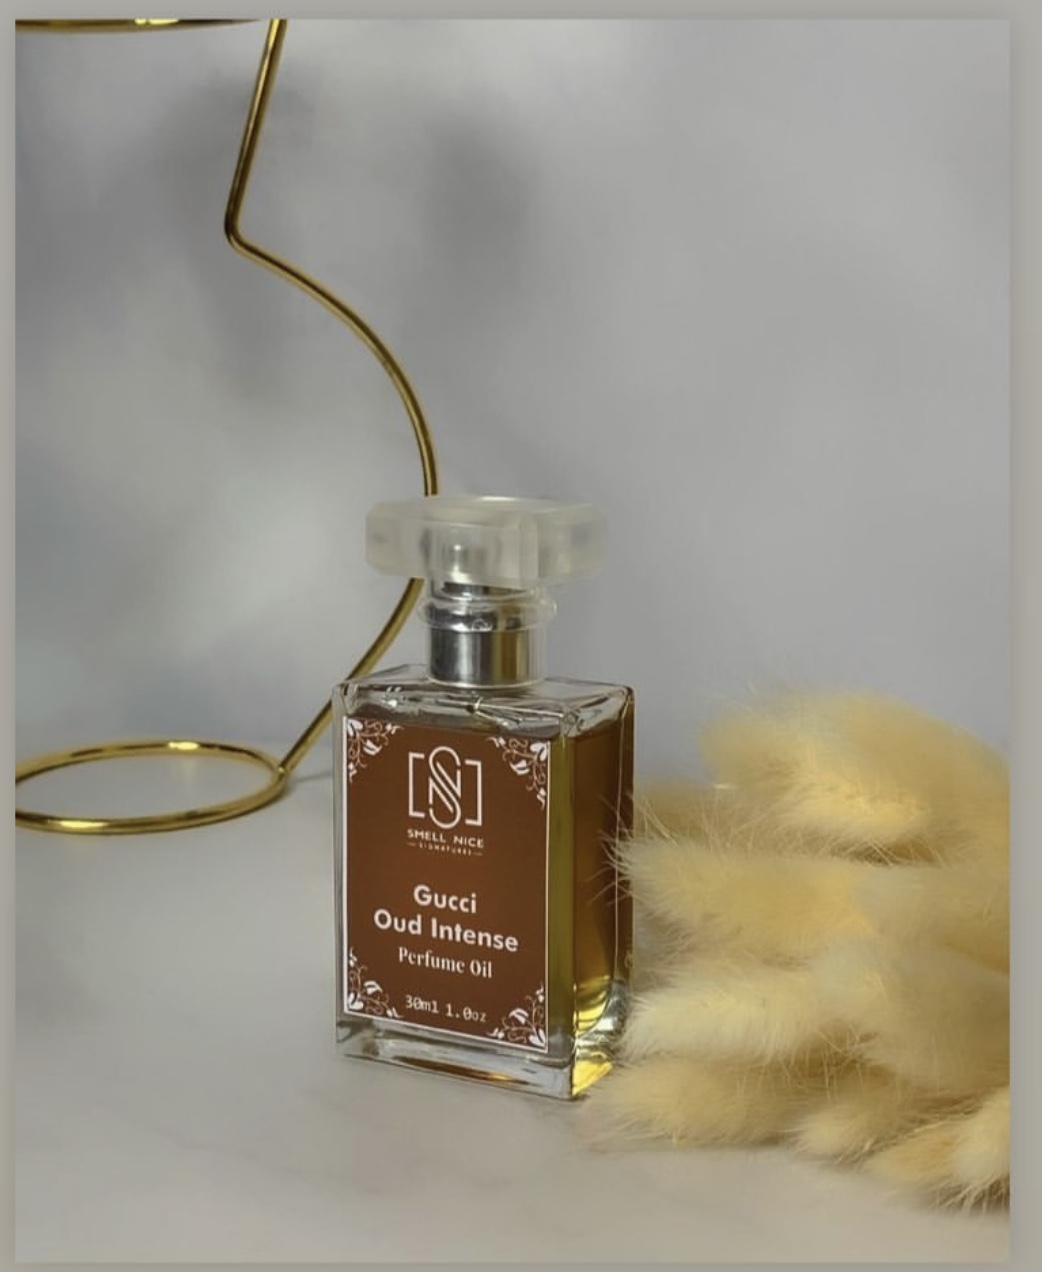 SN
SMELL NICE
SIGNATURES
Gucci
Oud Intense
Perfume Oil
30ml 1.0oz